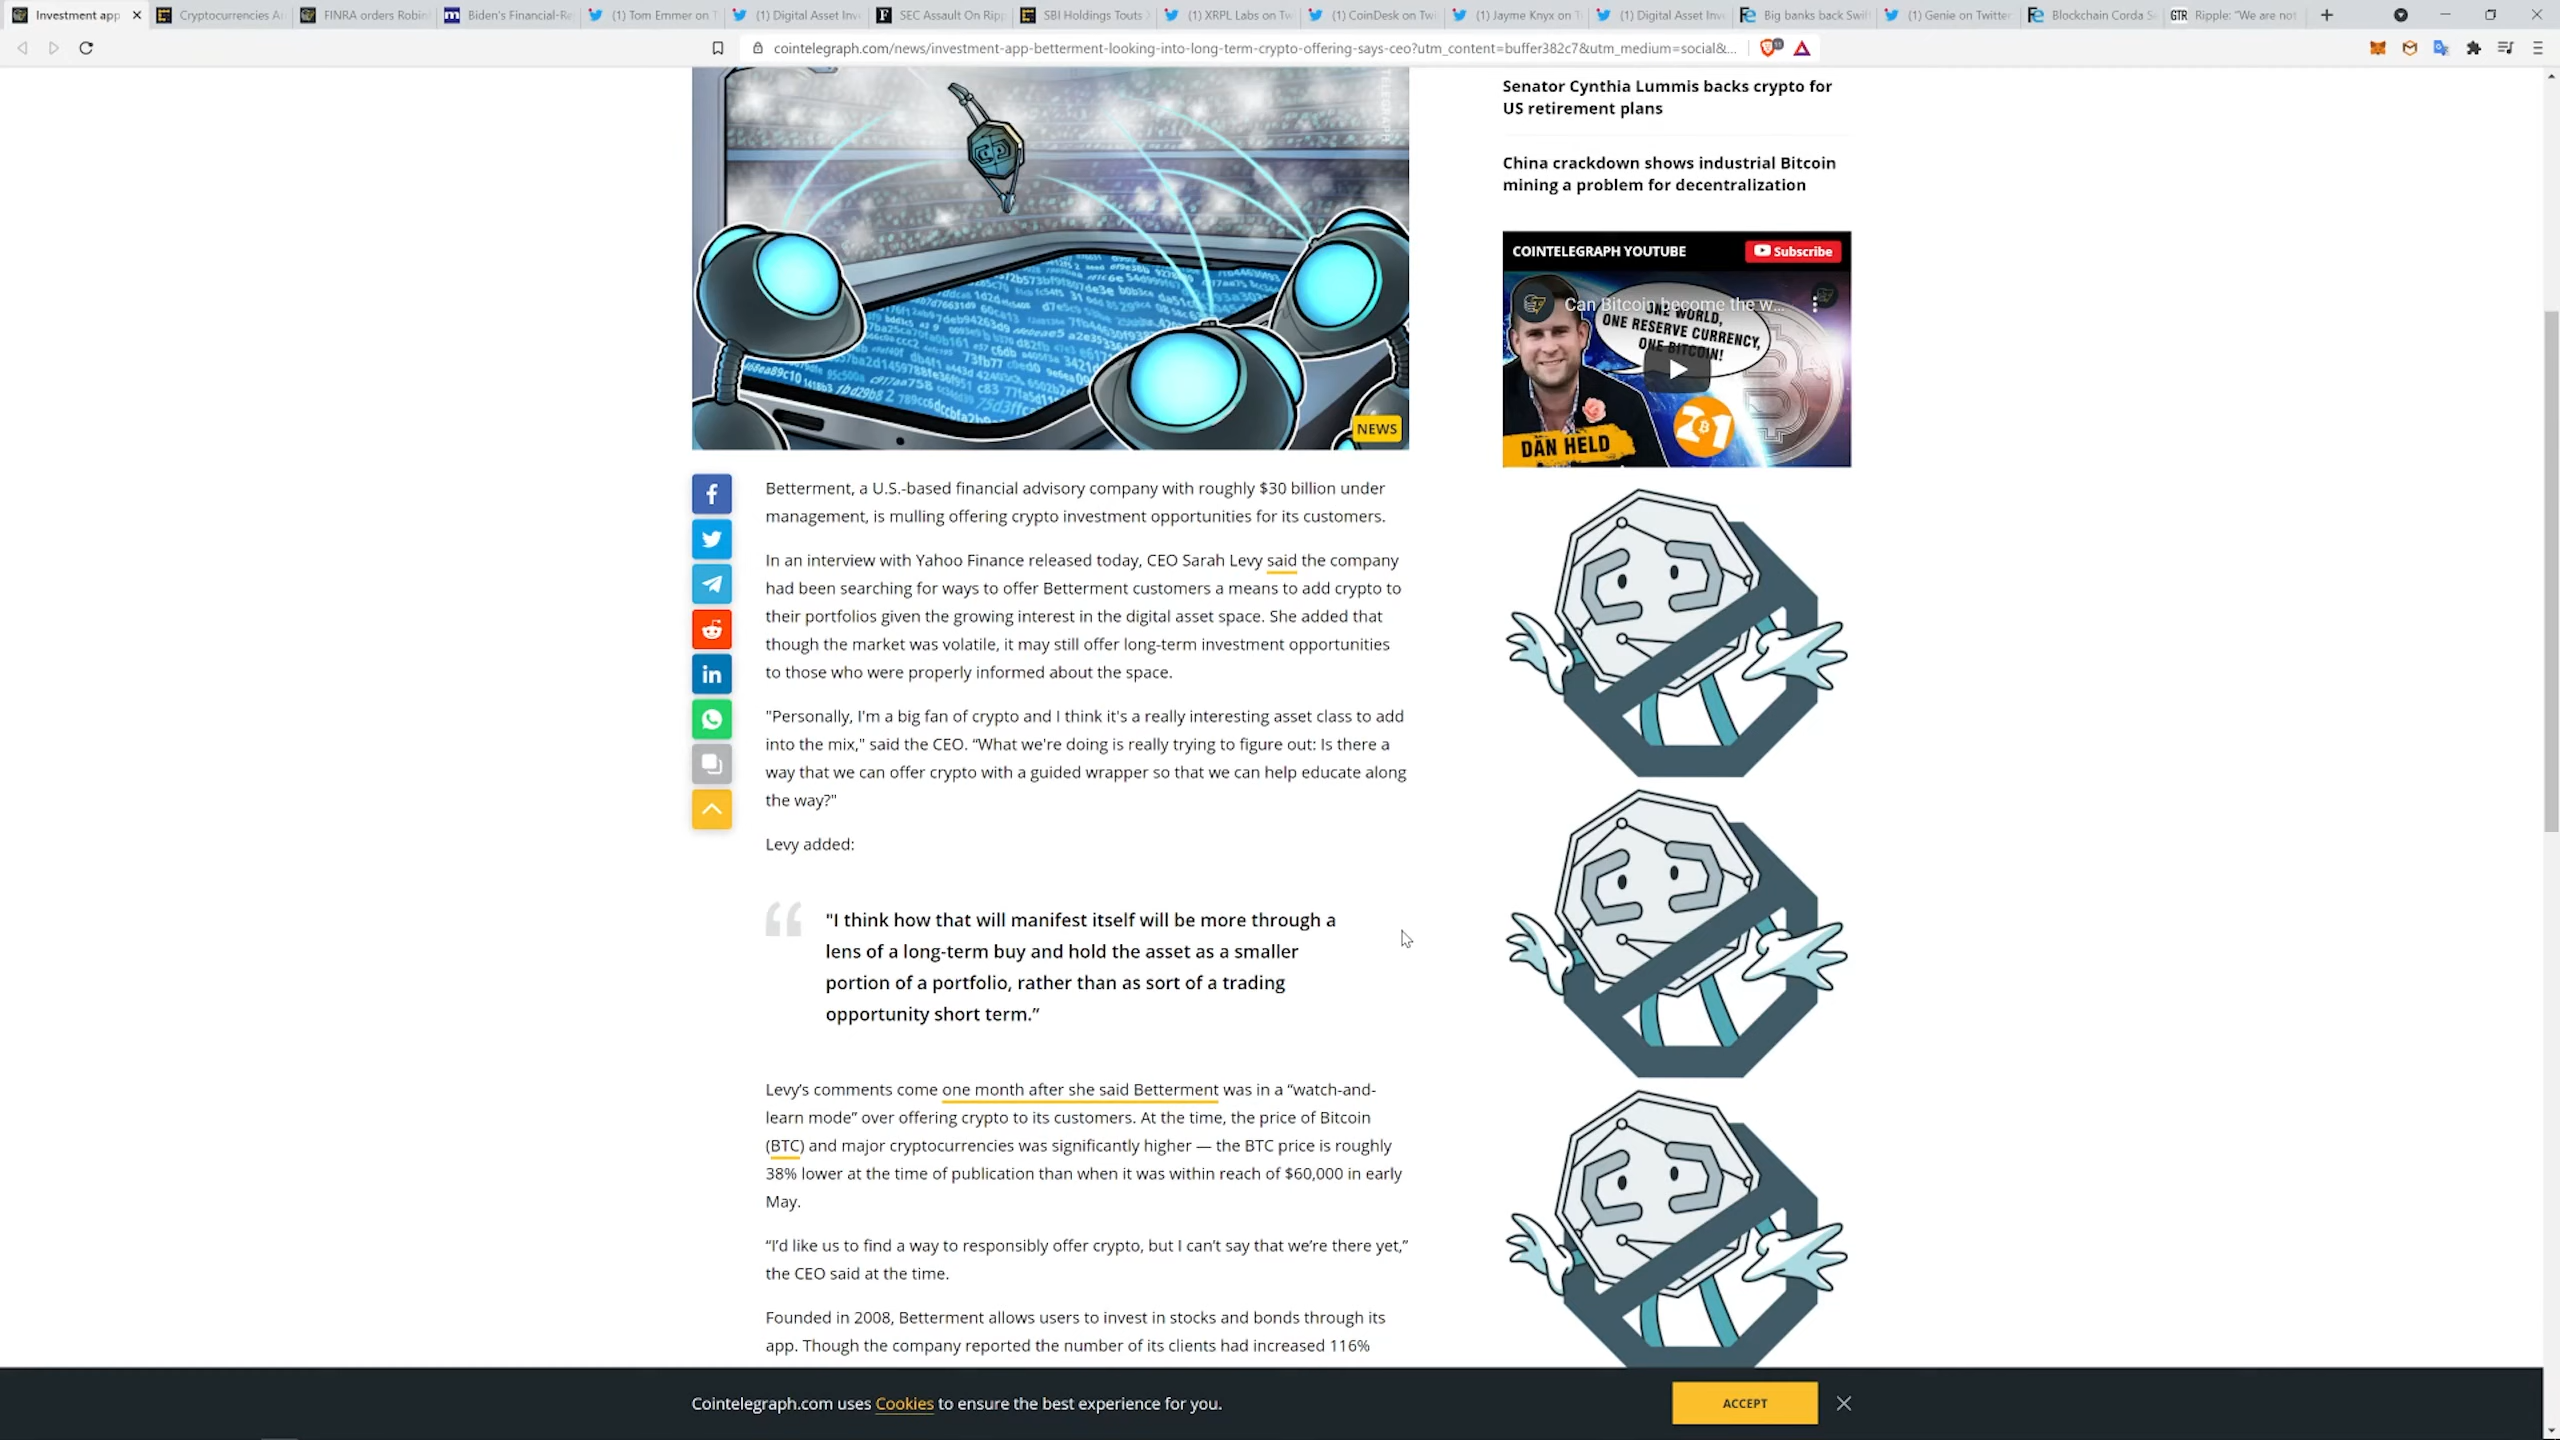 Investment app
Cryptocurrencies A
FINRA orders Robin
Biden's Financial-Re
(1) Tom Emmer on T
(1) Digital Asset Inve
SEC Assault On Ripp
SBI Holdings Touts X
(1) XRPL Labs on Tw
(1) CoinDesk on Twi
(1) Jayme Knyx on T
(1) Digital Asset Inve
Big banks back Swif
(1) Genie on Twitter
Blockchain Corda S
GTR
Ripple: "We are not
cointelegraph.com/news/investment-app-betterment-looking-into-long-term-crypto-offering-says-ceo?utm_content=buffer382c7&utm_medium=social&...
NEWS
Betterment, a U.S.-based financial advisory company with roughly $30 billion under
management, is mulling offering crypto investment opportunities for its customers.
In an interview with Yahoo Finance released today, CEO Sarah Levy said the company
had been searching for ways to offer Betterment customers a means to add crypto to
their portfolios given the growing interest in the digital asset space. She added that
though the market was volatile, it may still offer long-term investment opportunities
to those who were properly informed about the space.
"Personally, I'm a big fan of crypto and I think it's a really interesting asset class to add
into the mix," said the CEO. “What we're doing is really trying to figure out: Is there a
way that we can offer crypto with a guided wrapper so that we can help educate along
the way?"
Levy added:
"I think how that will manifest itself will be more through a
lens of a long-term buy and hold the asset as a smaller
portion of a portfolio, rather than as sort of a trading
opportunity short term.”
Levy’s comments come one month after she said Betterment was in a “watch-and-
learn mode” over offering crypto to its customers. At the time, the price of Bitcoin
(BTC) and major cryptocurrencies was significantly higher — the BTC price is roughly
38% lower at the time of publication than when it was within reach of $60,000 in early
May.
“I’d like us to find a way to responsibly offer crypto, but I can’t say that we’re there yet,”
the CEO said at the time.
Founded in 2008, Betterment allows users to invest in stocks and bonds through its
app. Though the company reported the number of its clients had increased 116%
Senator Cynthia Lummis backs crypto for
US retirement plans
China crackdown shows industrial Bitcoin
mining a problem for decentralization
COINTELEGRAPH YOUTUBE
Subscribe
Can Bitcoin become the w...
ONE WORLD,
ONE RESERVE CURRENCY,
ONE BITCOIN!
DAN HELD
21
Cointelegraph.com uses Cookies to ensure the best experience for you.
ACCEPT